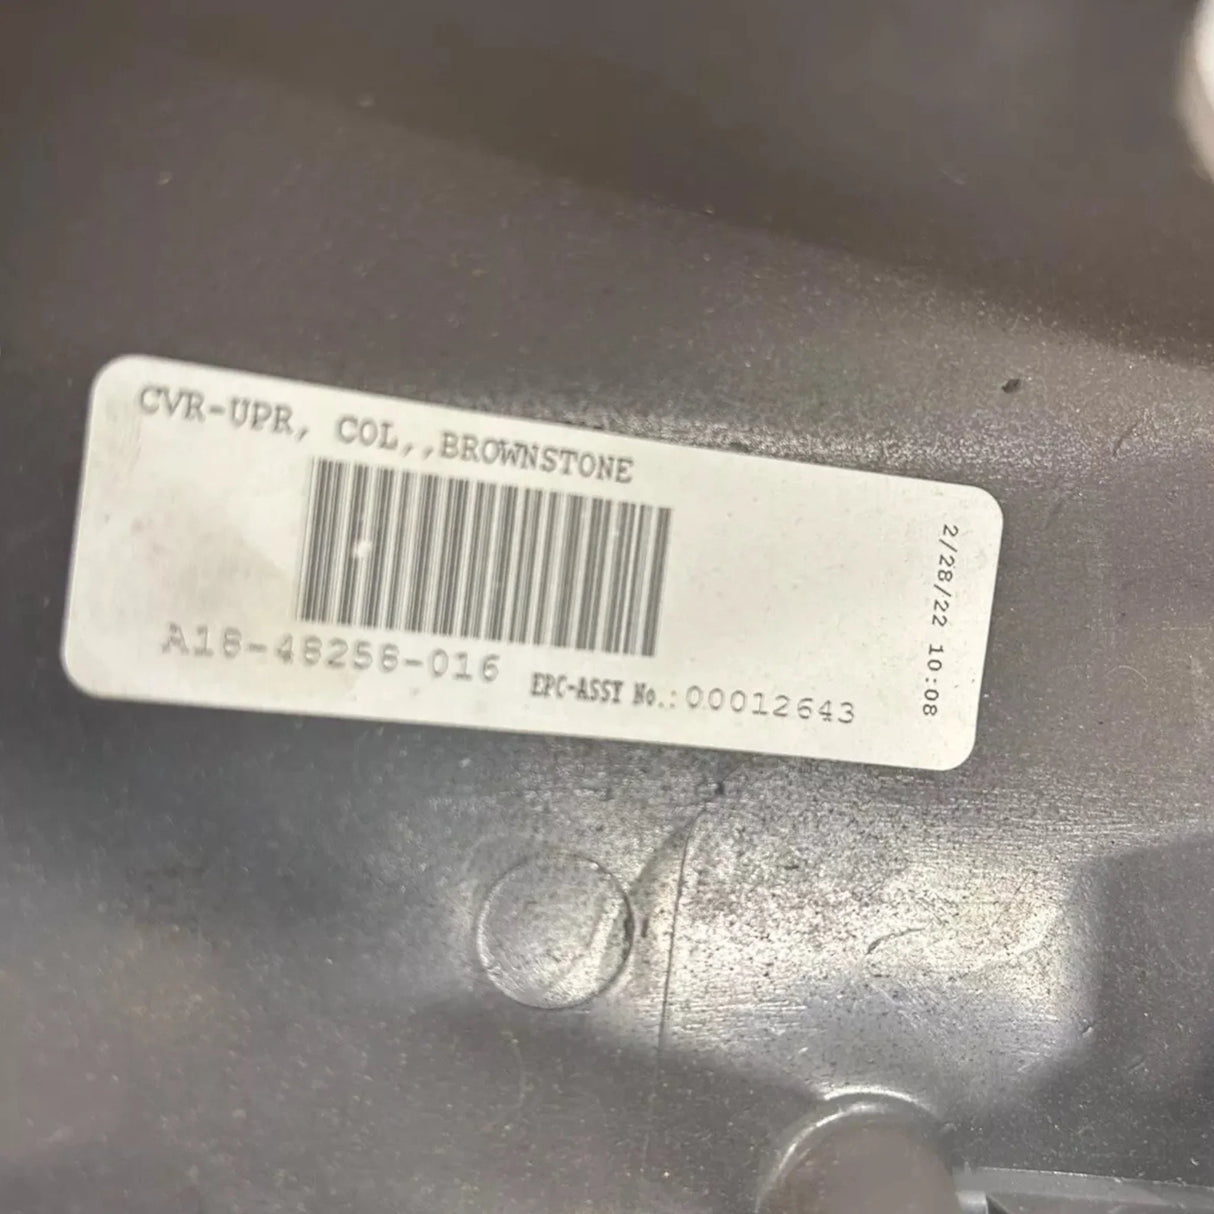 CVR-UPR, COL,,BROWNSTONE
A18-48258-016
EPC-ASSY No.:00012643
2/28/22 10:08